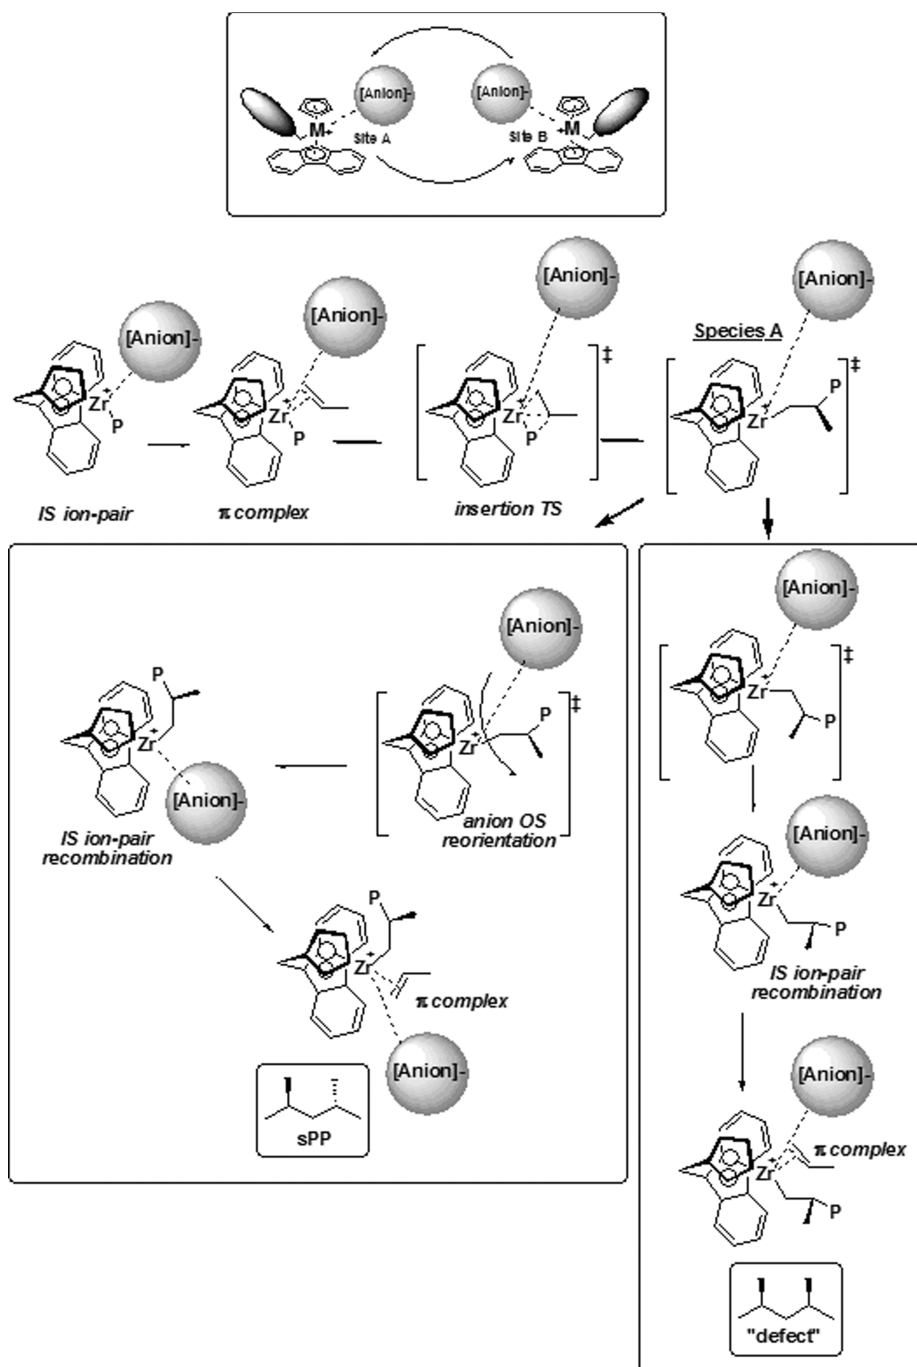 [Anion]-
[Anion]-
M+
Site A
Site B
+M
[Anion]-
[Anion]-
[Anion]-
[Anion]-
Species A
‡
‡
Zr+
P
Zr+
P
Zr+
P
Zr+
P
IS ion-pair
π complex
insertion TS
[Anion]-
[Anion]-
‡
‡
P
Zr+
Zr+
P
Zr+
P
[Anion]-
anion OS
reorientation
IS ion-pair
recombination
[Anion]-
Zr+
P
IS ion-pair
recombination
P
Zr+
π complex
[Anion]-
sPP
[Anion]-
π complex
Zr+
P
"defect"